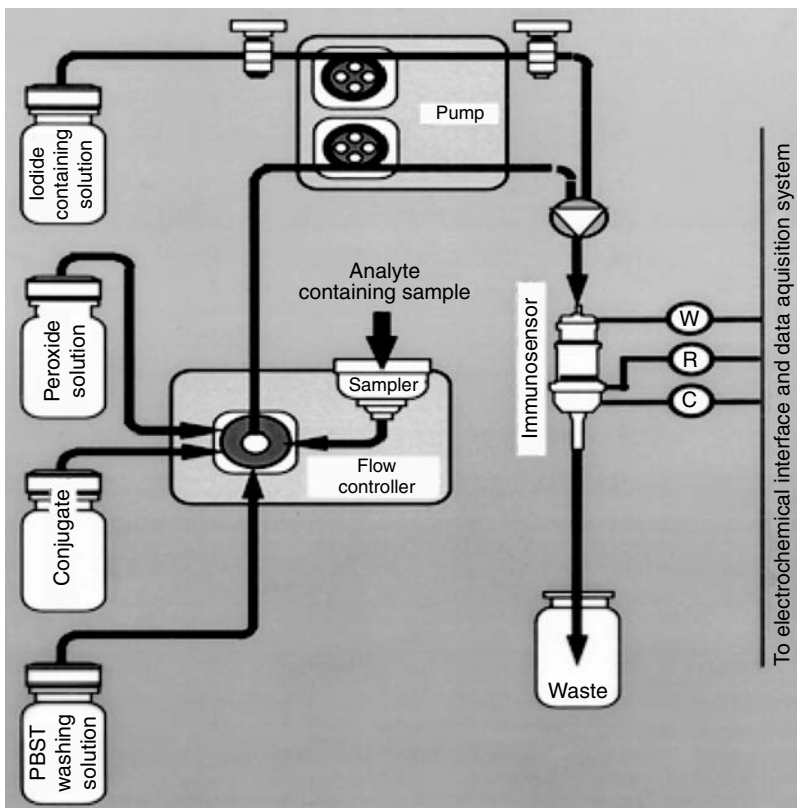 Iodide
containing
solution
Pump
Peroxide
solution
Analyte
containing sample
Sampler
Flow
controller
Conjugate
PBST
washing
solution
Immunosensor
W
R
C
Waste
To electrochemical interface and data aquisition system